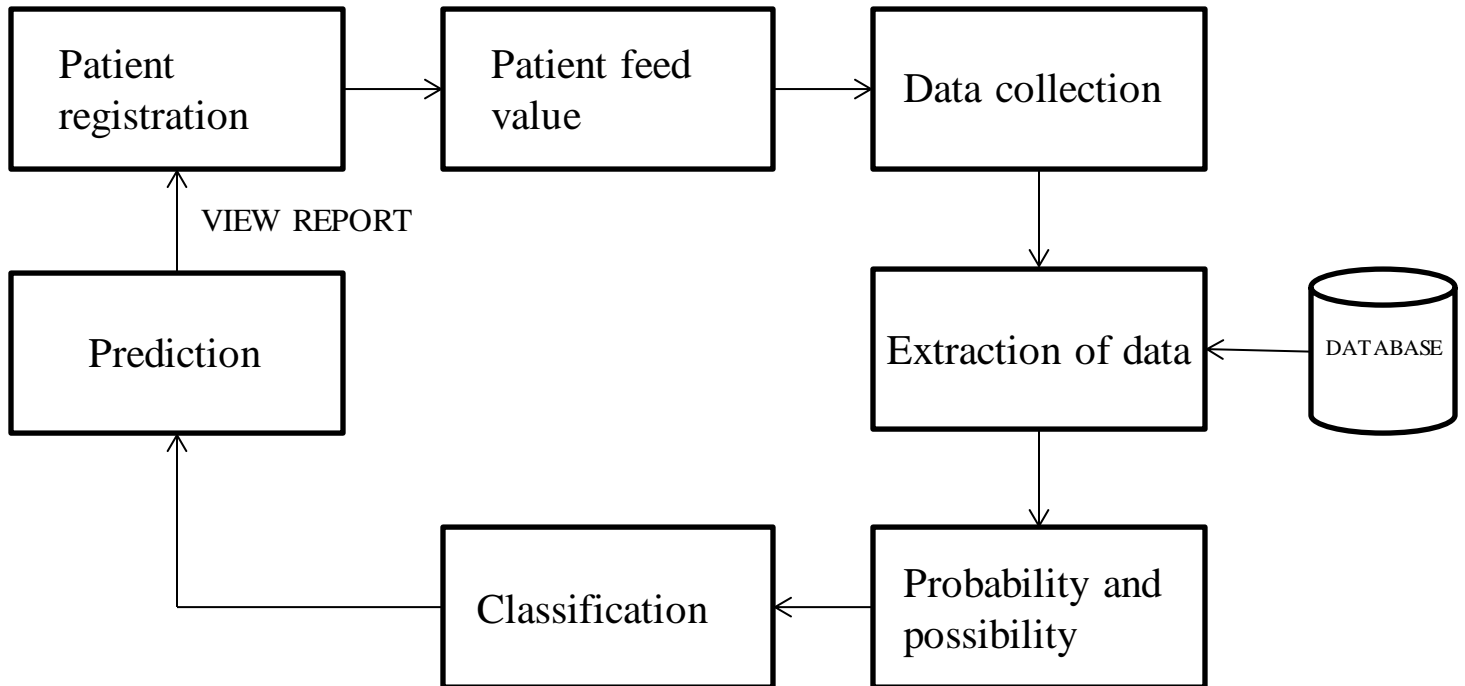 Patient
registration
Patient feed
value
Data collection
VIEW REPORT
Prediction
Extraction of data
DATABASE
Classification
Probability and
possibility